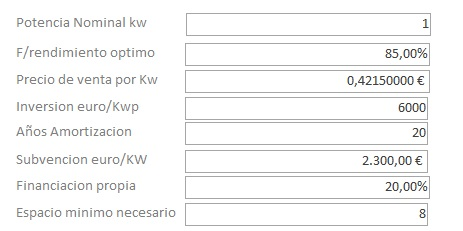 Potencia Nominal kw 1
F/rendimiento optimo 85,00%
Precio de venta por Kw 0,42150000 €
Inversion euro/Kwp 6000
Años Amortizacion 20
Subvencion euro/KW 2.300,00 €
Financiacion propia 20,00%
Espacio minimo necesario 8